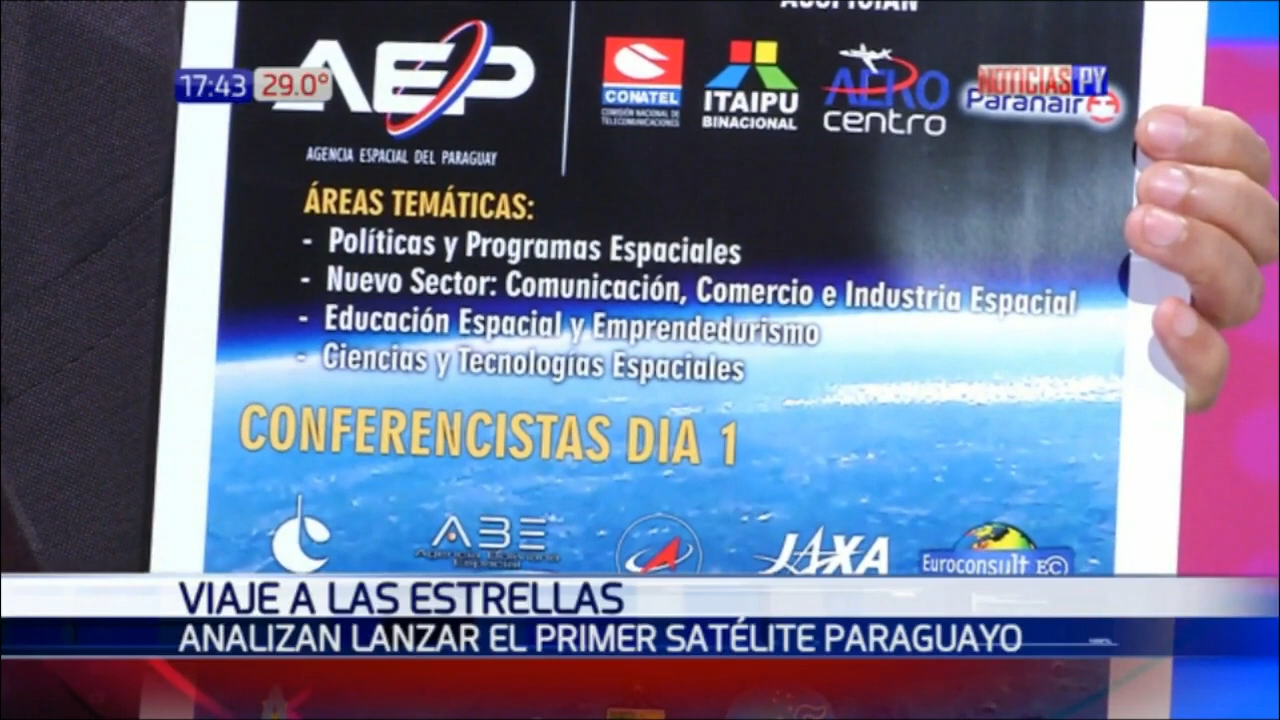 AUSPICIAN
17:43 29.0°
AEP
AGENCIA ESPACIAL DEL PARAGUAY
CONATEL
COMISIÓN NACIONAL DE
TELECOMUNICACIONES
ITAIPU
BINACIONAL
AERO
centro
NOTICIAS PY
Paranair
ÁREAS TEMÁTICAS:
- Políticas y Programas Espaciales
- Nuevo Sector: Comunicación, Comercio e Industria Espacial
- Educación Espacial y Emprendedurismo
- Ciencias y Tecnologías Espaciales
CONFERENCISTAS DIA 1
ABE
Agencia Boliviana
Espacial
JAXA
Euroconsult EC
VIAJE A LAS ESTRELLAS
ANALIZAN LANZAR EL PRIMER SATÉLITE PARAGUAYO